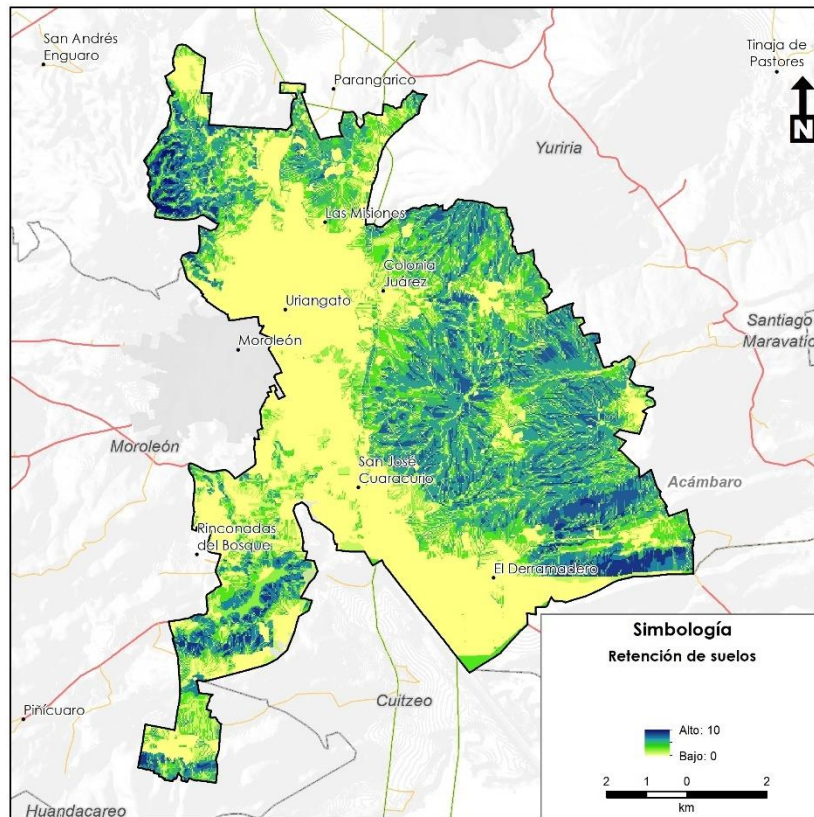 San Andrés
Enguaro
Tinaja de
Pastores
Parangarico
N
Yuriria
Las Misiones
Colonia
Juárez
Uriangato
Santiago
Maravatío
Moroleón
Moroleón
San José
Cuaracurio
Acámbaro
Rinconadas
del Bosque
El Derramadero
Simbología
Retención de suelos
Cuitzeo
Piñícuaro
Alto: 10
Bajo: 0
2 1 0 2
km
Huandacareo